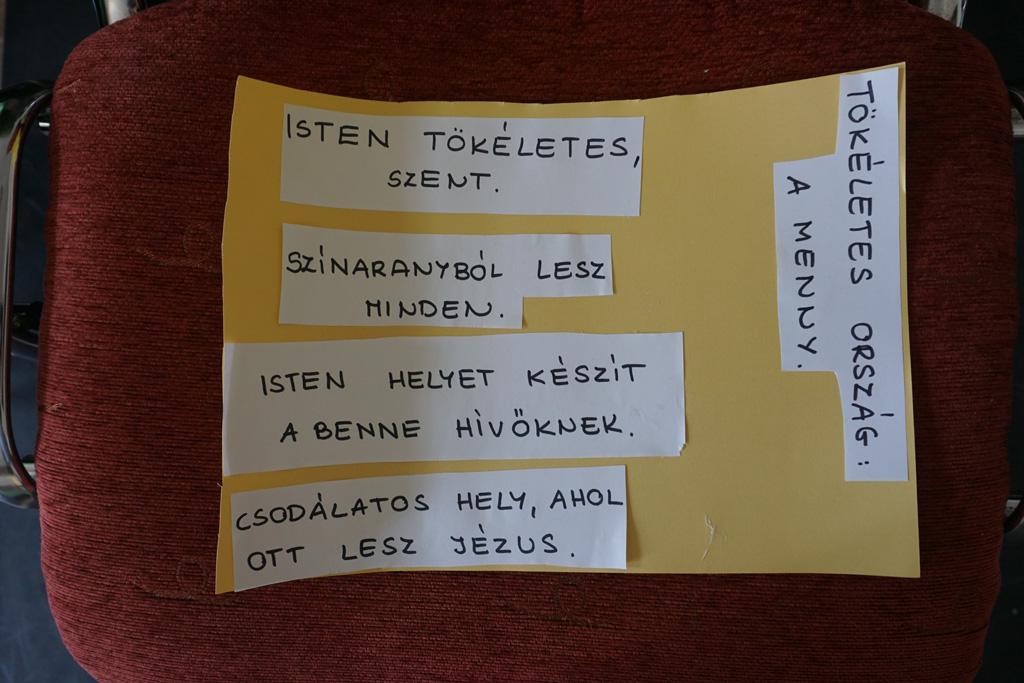 TÖKÉLETES ORSZÁG:
A MENNY.
ISTEN TÖKÉLETES,
SZENT.
SZÍNARANYBÓL LESZ
MINDEN.
ISTEN HELYET KÉSZÍT
A BENNE HÍVŐKNEK.
CSODÁLATOS HELY, AHOL
OTT LESZ JÉZUS.